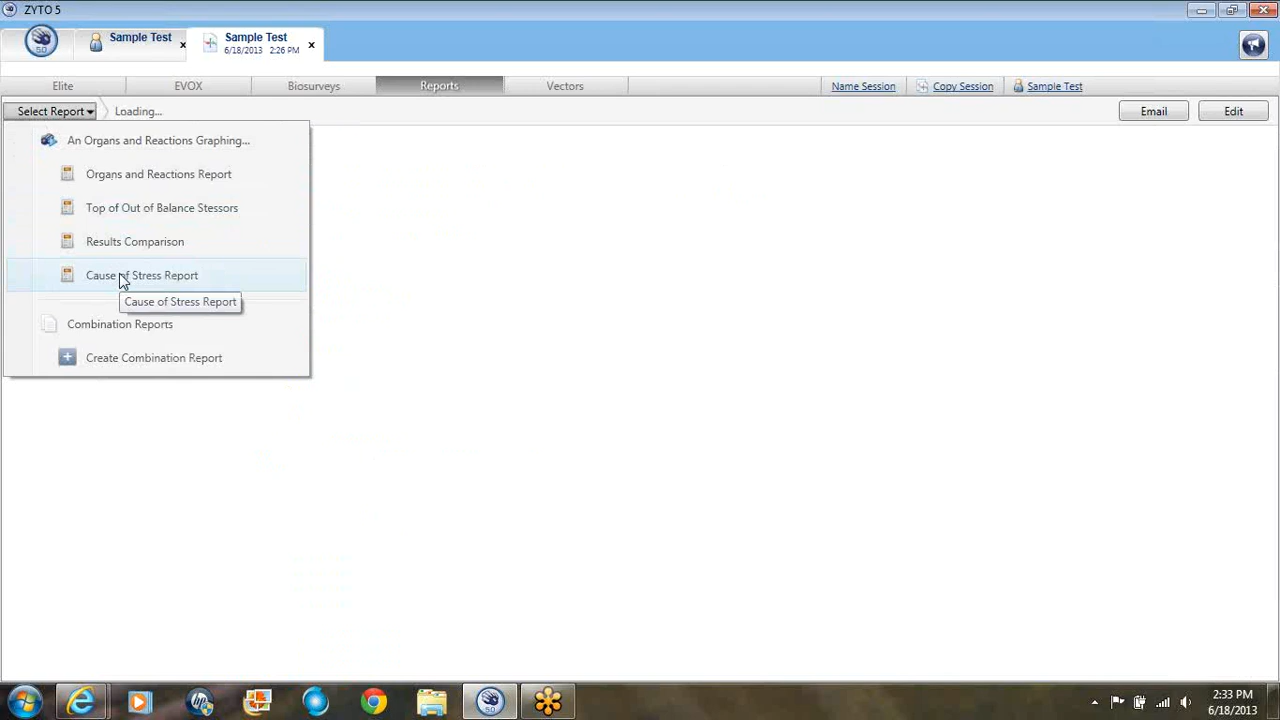 ZYTO 5
5.0
Sample Test
x
Sample Test
6/18/2013 2:26 PM
x
Elite
EVOX
Biosurveys
Reports
Vectors
Name Session
Copy Session
Sample Test
Select Report
Loading...
Email
Edit
An Organs and Reactions Graphing...
Organs and Reactions Report
Top of Out of Balance Stressors
Results Comparison
Cause of Stress Report
Cause of Stress Report
Combination Reports
Create Combination Report
2:33 PM
6/18/2013